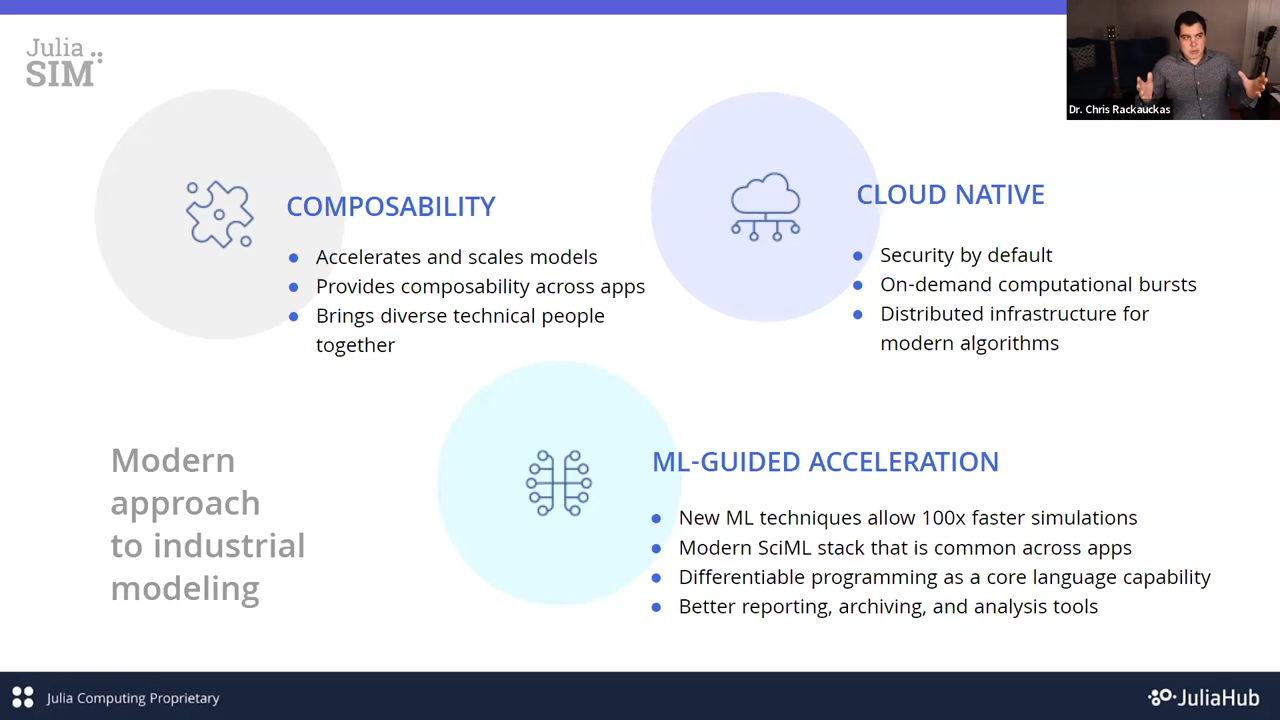 Julia
SIM
Dr. Chris Rackauckas
COMPOSABILITY
Accelerates and scales models
Provides composability across apps
Brings diverse technical people
together
CLOUD NATIVE
Security by default
On-demand computational bursts
Distributed infrastructure for
modern algorithms
Modern
approach
to industrial
modeling
ML-GUIDED ACCELERATION
New ML techniques allow 100x faster simulations
Modern SciML stack that is common across apps
Differentiable programming as a core language capability
Better reporting, archiving, and analysis tools
Julia Computing Proprietary
JuliaHub